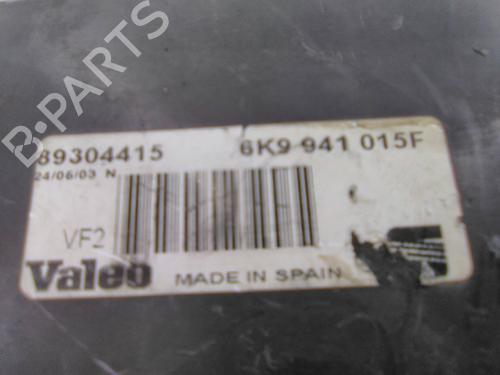 B-PARTS
89304415 6K9 941 015F
24/06/03 N
VF2
Valeo MADE IN SPAIN